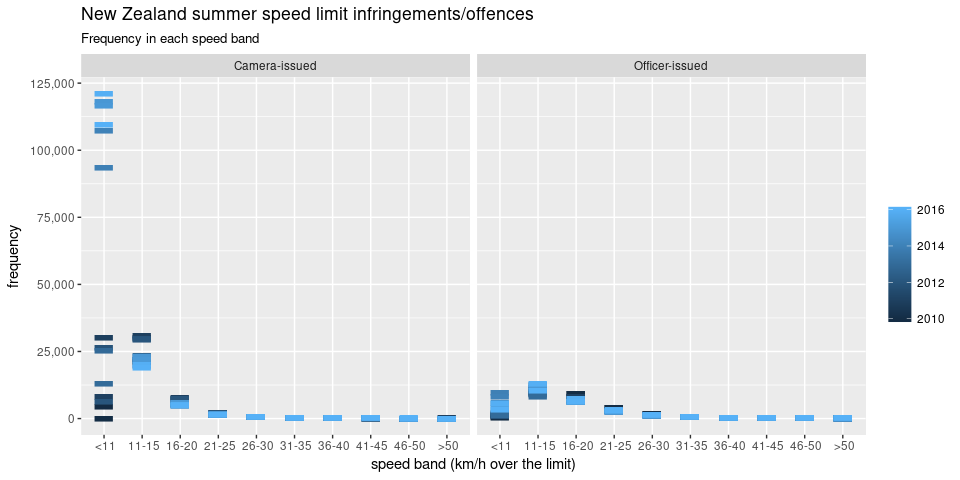 New Zealand summer speed limit infringements/offences
Frequency in each speed band
Camera-issued
Officer-issued
125,000
100,000
75,000
50,000
25,000
0
frequency
<11 11-15 16-20 21-25 26-30 31-35 36-40 41-45 46-50 >50
<11 11-15 16-20 21-25 26-30 31-35 36-40 41-45 46-50 >50
speed band (km/h over the limit)
2016
2014
2012
2010